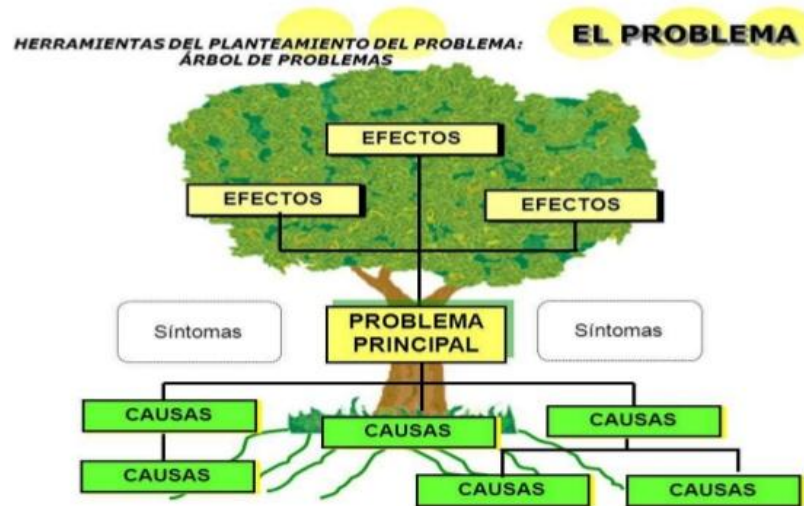 HERRAMIENTAS DEL PLANTEAMIENTO DEL PROBLEMA:
ÁRBOL DE PROBLEMAS
EL PROBLEMA
EFECTOS
EFECTOS
EFECTOS
Síntomas
PROBLEMA
PRINCIPAL
Síntomas
CAUSAS
CAUSAS
CAUSAS
CAUSAS
CAUSAS
CAUSAS